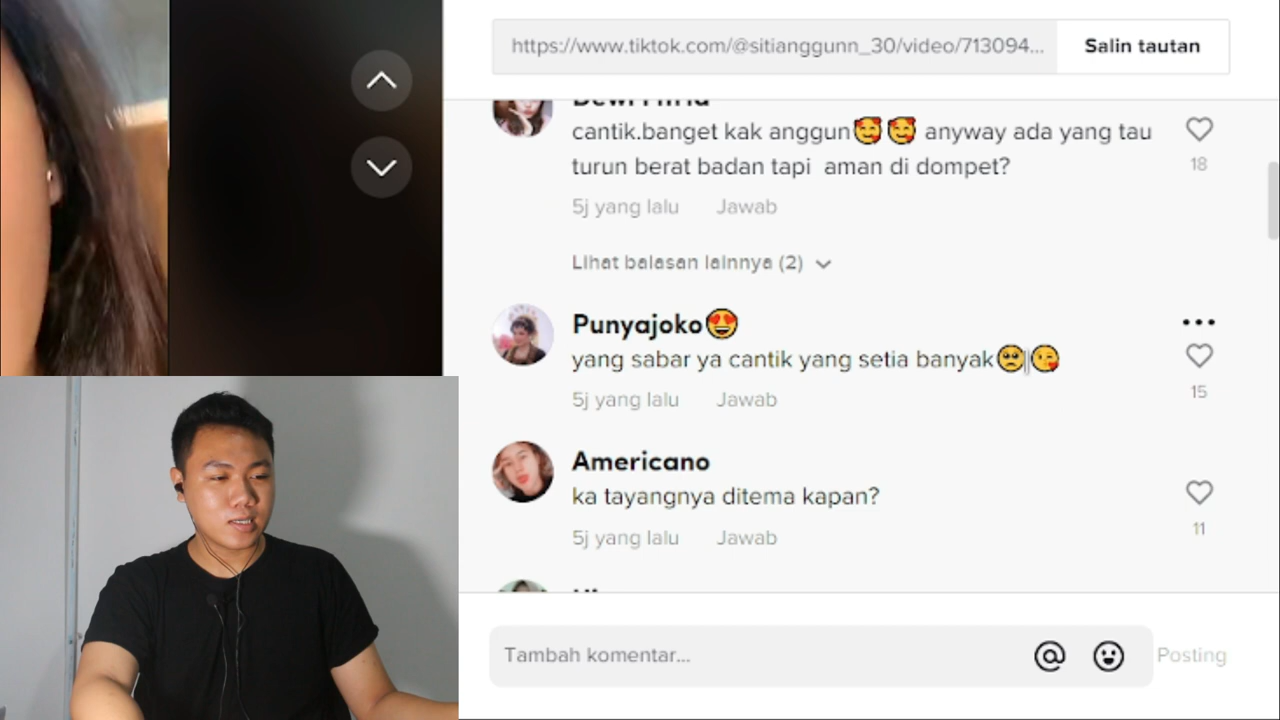 https://www.tiktok.com/@sitianggunn_30/video/713094...
Salin tautan
cantik.banget kak anggun🥰🥰 anyway ada yang tau
turun berat badan tapi aman di dompet?
18
5j yang lalu Jawab
Lihat balasan lainnya (2)
Punyajoko😍
yang sabar ya cantik yang setia banyak🥺😘
15
5j yang lalu Jawab
Americano
ka tayangnya ditema kapan?
11
5j yang lalu Jawab
Tambah komentar...
Posting